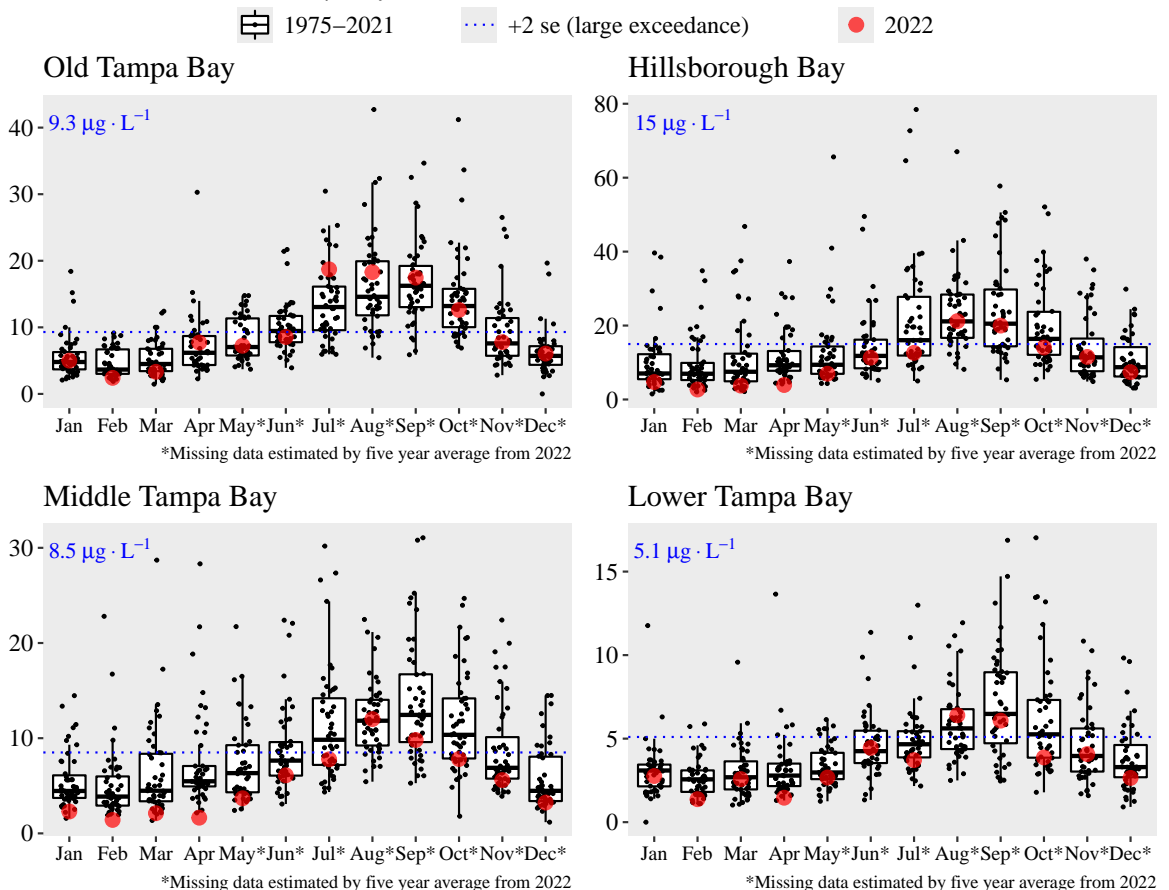 1975–2021 +2 se (large exceedance) 2022
Old Tampa Bay
9.3 μg · L⁻¹
40
30
20
10
0
Jan Feb Mar Apr May* Jun* Jul* Aug* Sep* Oct* Nov* Dec*
*Missing data estimated by five year average from 2022
Hillsborough Bay
15 μg · L⁻¹
80
60
40
20
0
Jan Feb Mar Apr May* Jun* Jul* Aug* Sep* Oct* Nov* Dec*
*Missing data estimated by five year average from 2022
Middle Tampa Bay
8.5 μg · L⁻¹
30
20
10
0
Jan Feb Mar Apr May* Jun* Jul* Aug* Sep* Oct* Nov* Dec*
*Missing data estimated by five year average from 2022
Lower Tampa Bay
5.1 μg · L⁻¹
15
10
5
0
Jan Feb Mar Apr May* Jun* Jul* Aug* Sep* Oct* Nov* Dec*
*Missing data estimated by five year average from 2022